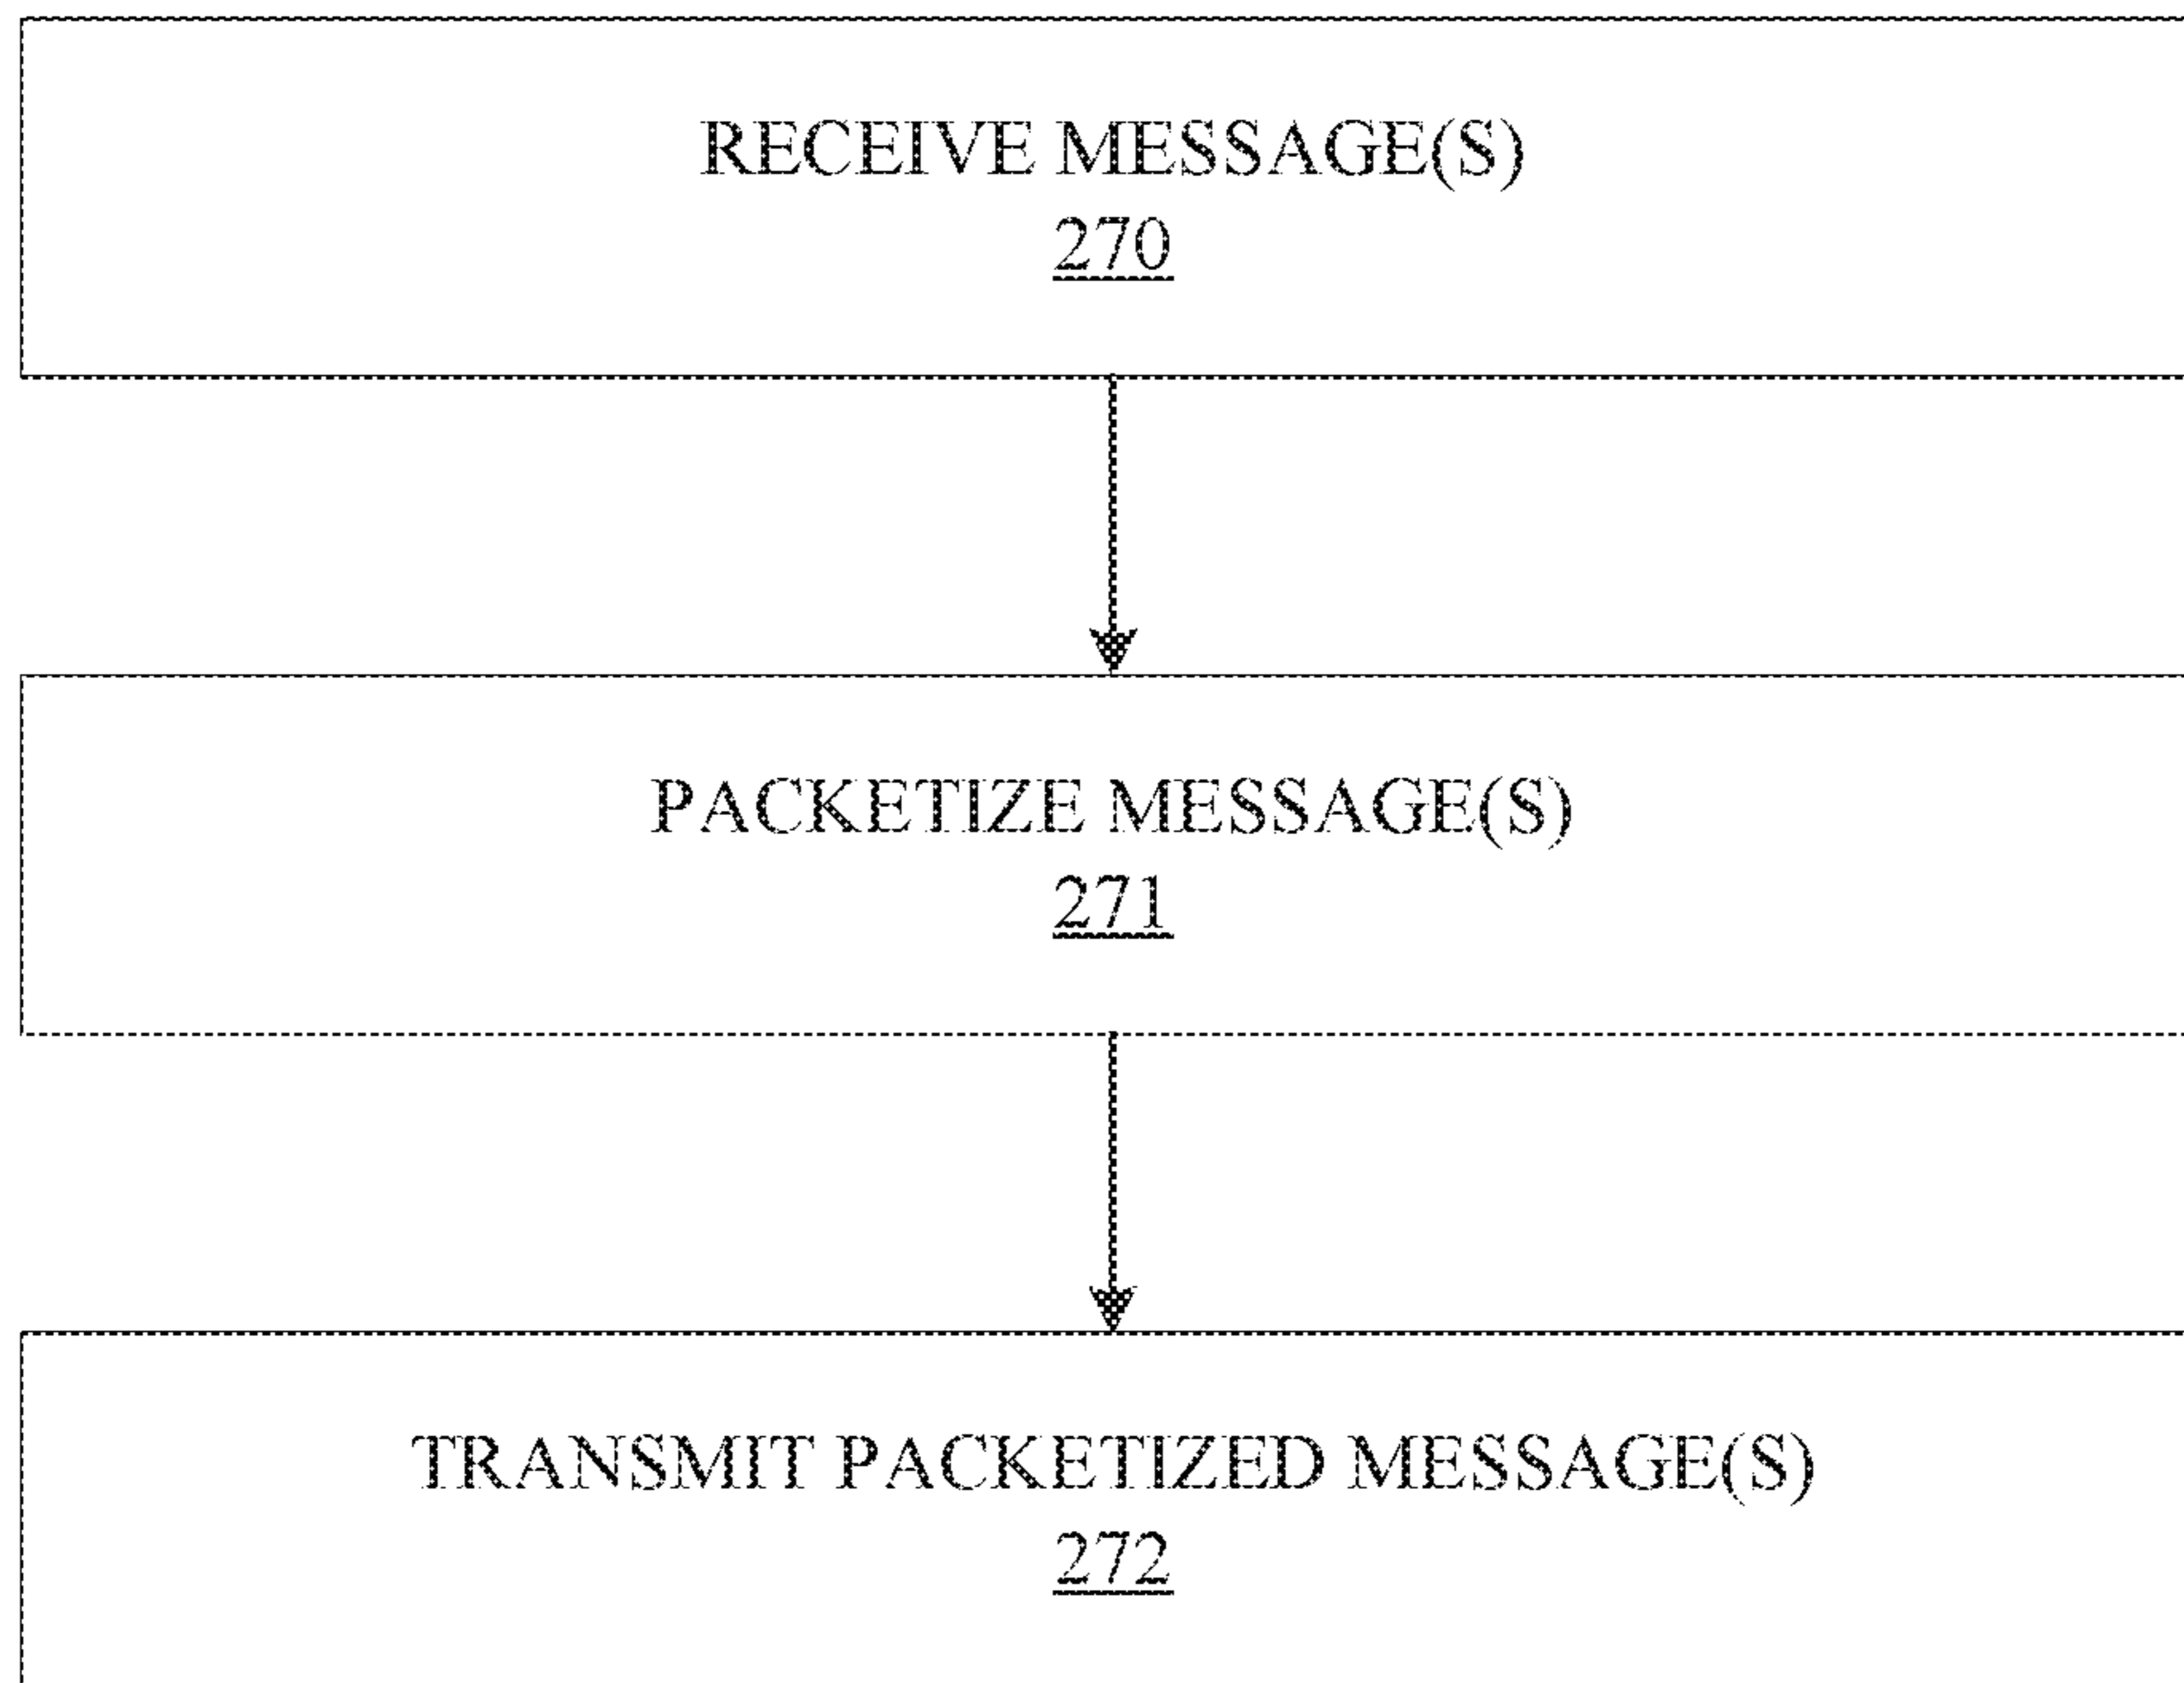 RECEIVE MESSAGE(S)
270
PACKETIZE MESSAGE(S)
271
TRANSMIT PACKETIZED MESSAGE(S)
272